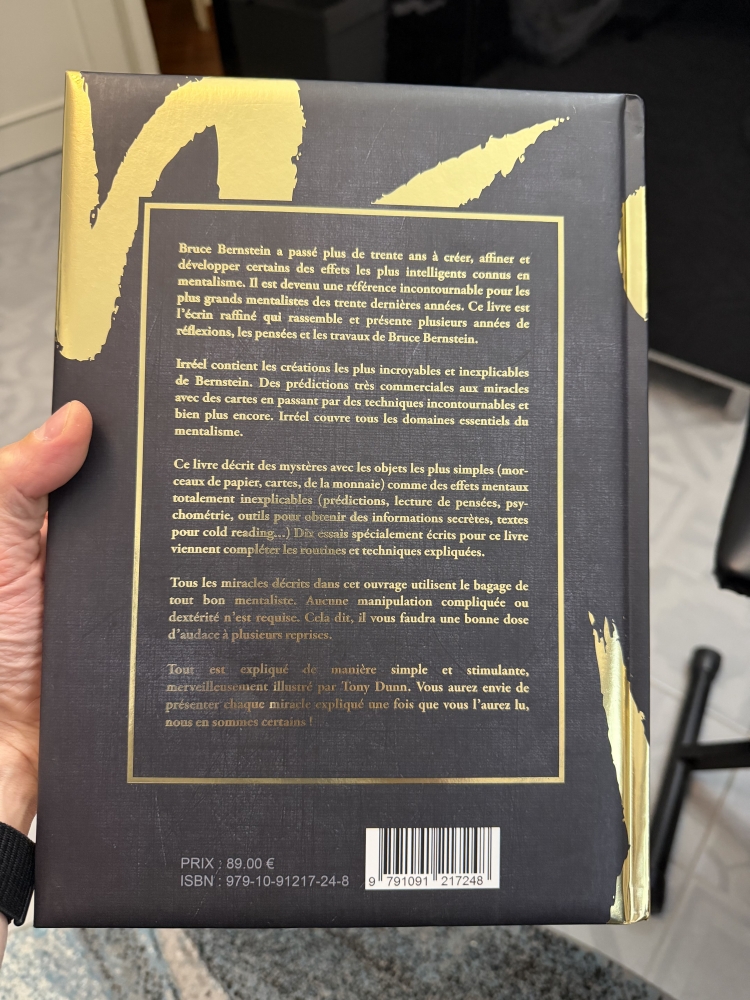 Bruce Bernstein a passé plus de trente ans à créer, affiner et
développer certains des effets les plus intelligents connus en
mentalisme. Il est devenu une référence incontournable pour les
plus grands mentalistes des trente dernières années. Ce livre est
l'écrin raffiné qui rassemble et présente plusieurs années de
réflexions, les pensées et les travaux de Bruce Bernstein.
Irréel contient les créations les plus incroyables et inexplicables
de Bernstein. Des prédictions très commerciales aux miracles
avec des cartes en passant par des techniques incontournables et
bien plus encore. Irréel couvre tous les domaines essentiels du
mentalisme.
Ce livre décrit des mystères avec les objets les plus simples (mor-
ceaux de papier, cartes, de la monnaie) comme des effets mentaux
totalement inexplicables (prédictions, lecture de pensées, psy-
chométrie, outils pour obtenir des informations secrètes, textes
pour cold reading...) Dix essais spécialement écrits pour ce livre
viennent compléter les routines et techniques expliquées.
Tous les miracles décrits dans cet ouvrage utilisent le bagage de
tout bon mentaliste. Aucune manipulation compliquée ou
dextérité n'est requise. Cela dit, il vous faudra une bonne dose
d'audace à plusieurs reprises.
Tout est expliqué de manière simple et stimulante,
merveilleusement illustré par Tony Dunn. Vous aurez envie de
présenter chaque miracle expliqué une fois que vous l'aurez lu,
nous en sommes certains !
PRIX : 89.00 €
ISBN : 979-10-91217-24-8
9 791091 217248